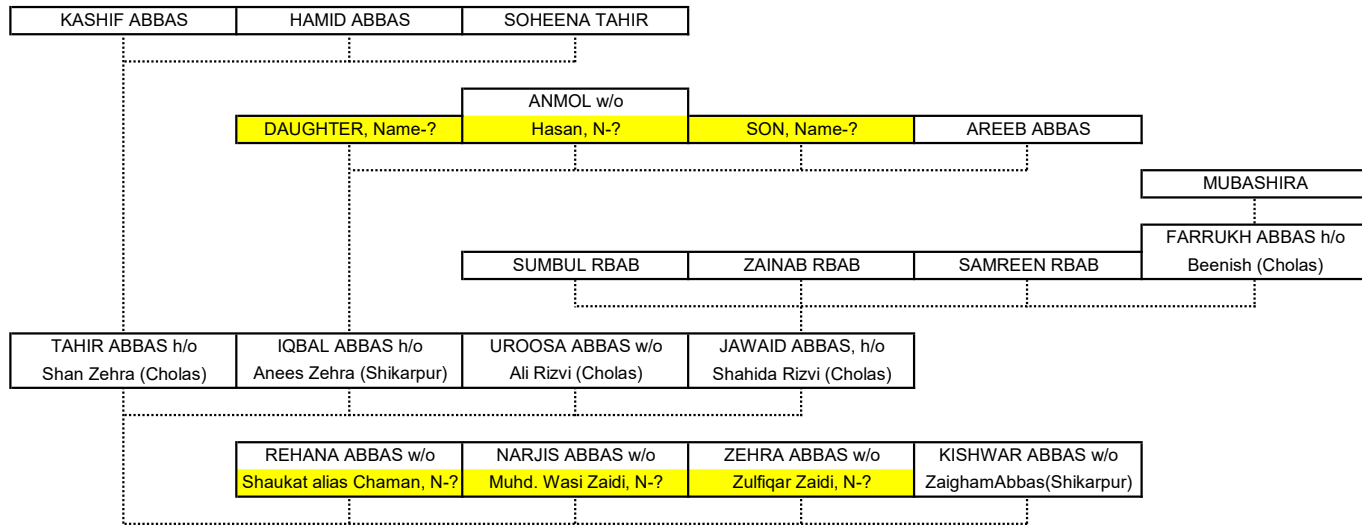 KASHIF ABBAS
HAMID ABBAS
SOHEENA TAHIR
ANMOL w/o
DAUGHTER, Name-?
Hasan, N-?
SON, Name-?
AREEB ABBAS
MUBASHIRA
FARRUKH ABBAS h/o
Beenish (Cholas)
SUMBUL RBAB
ZAINAB RBAB
SAMREEN RBAB
TAHIR ABBAS h/o
Shan Zehra (Cholas)
IQBAL ABBAS h/o
Anees Zehra (Shikarpur)
UROOSA ABBAS w/o
Ali Rizvi (Cholas)
JAWAID ABBAS, h/o
Shahida Rizvi (Cholas)
REHANA ABBAS w/o
Shaukat alias Chaman, N-?
NARJIS ABBAS w/o
Muhd. Wasi Zaidi, N-?
ZEHRA ABBAS w/o
Zulfiqar Zaidi, N-?
KISHWAR ABBAS w/o
ZaighamAbbas(Shikarpur)